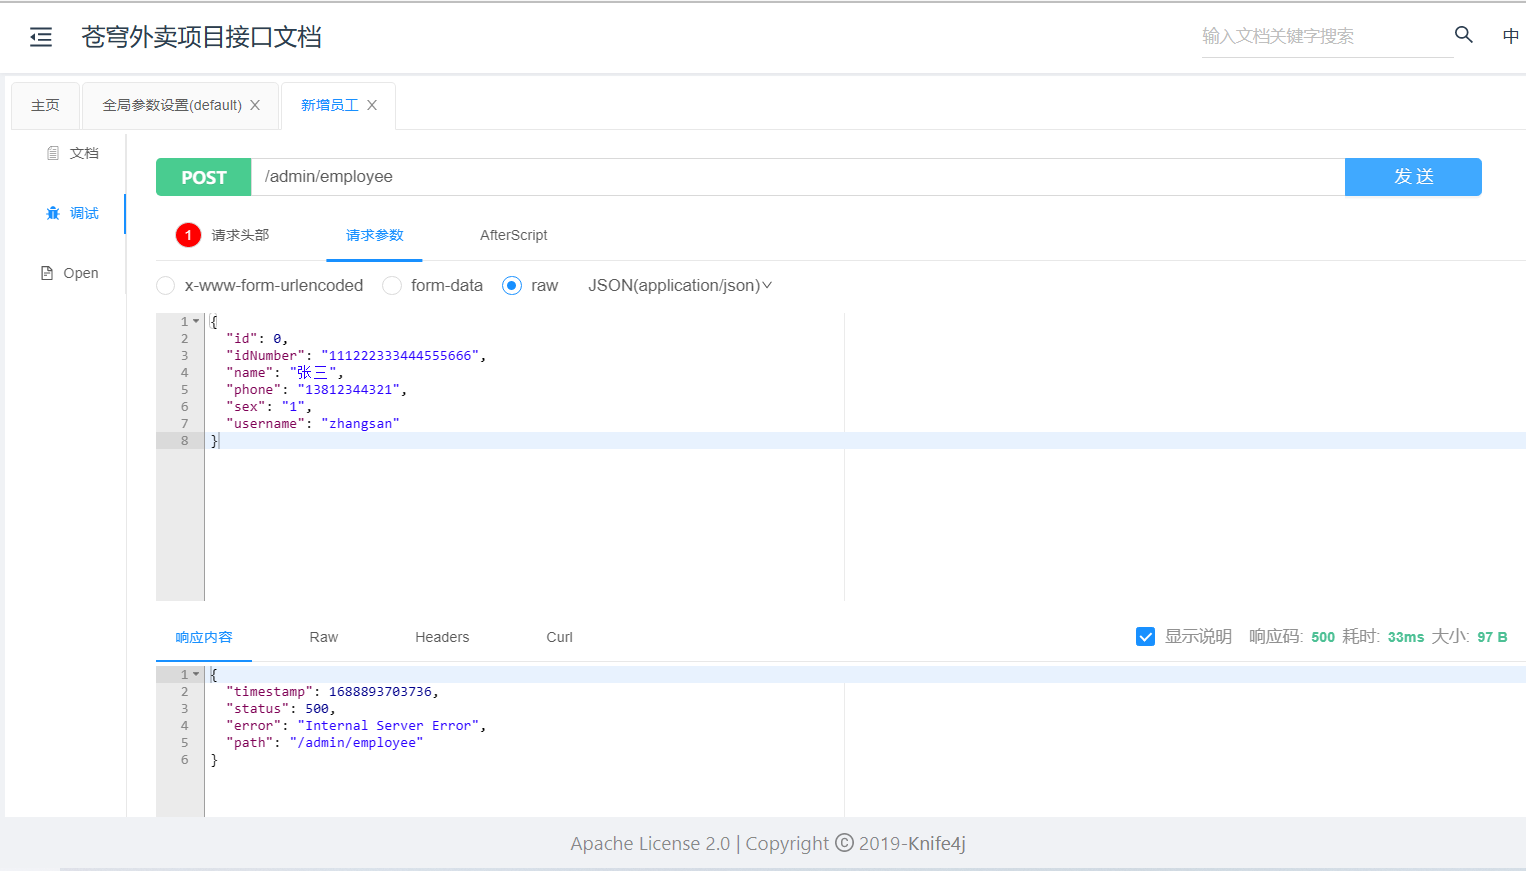 苍穹外卖项目接口文档
输入文档关键字搜索
中
主页
全局参数设置(default)
新增员工
文档
调试
Open
POST
/admin/employee
发 送
1 请求头部
请求参数
AfterScript
x-www-form-urlencoded
form-data
raw
JSON(application/json)
1 {
2 "id": 0,
3 "idNumber": "111222333444555666",
4 "name": "张三",
5 "phone": "13812344321",
6 "sex": "1",
7 "username": "zhangsan"
8 }
响应内容
Raw
Headers
Curl
显示说明
响应码: 500 耗时: 33ms 大小: 97 B
1 {
2 "timestamp": 1688893703736,
3 "status": 500,
4 "error": "Internal Server Error",
5 "path": "/admin/employee"
6 }
Apache License 2.0 | Copyright © 2019-Knife4j